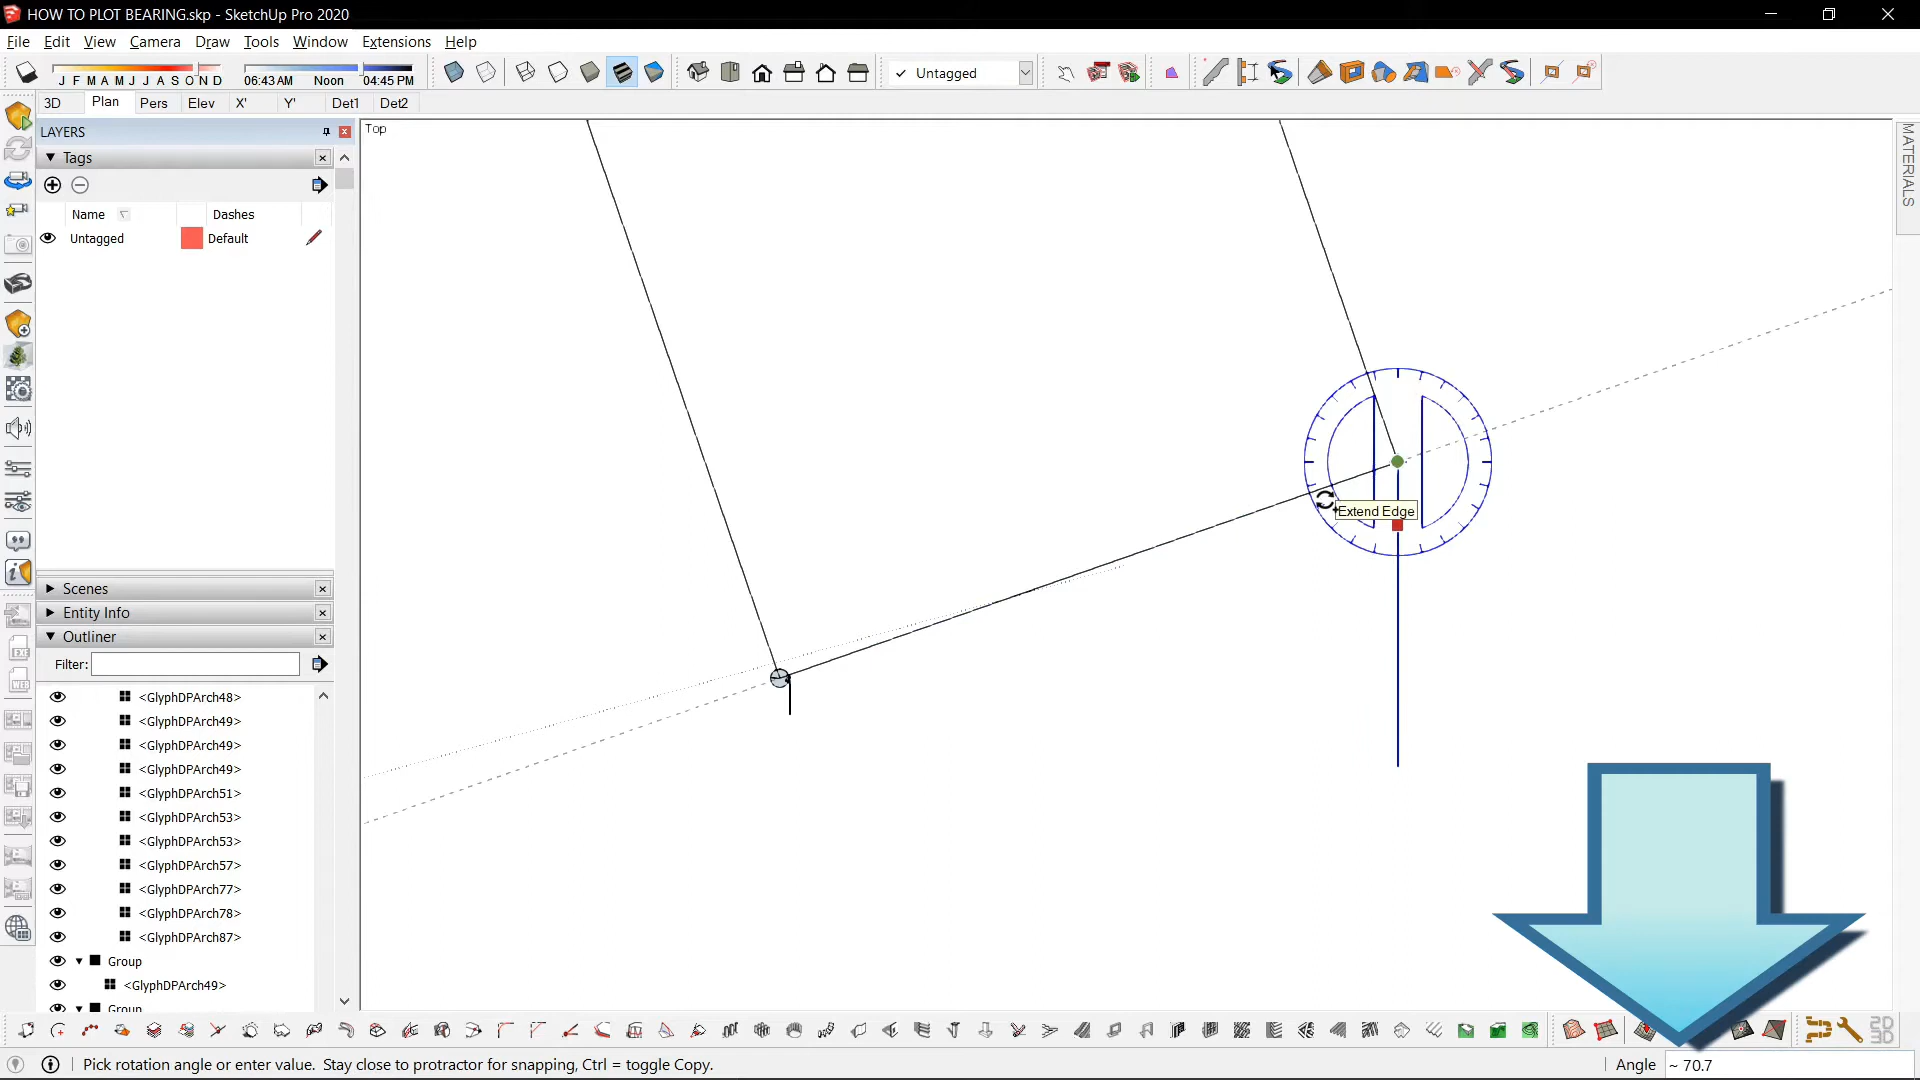 HOW TO PLOT BEARING.skp - SketchUp Pro 2020
File Edit View Camera Draw Tools Window Extensions Help
J F M A M J J A S O N D
06:43 AM Noon 04:45 PM
✓ Untagged
3D Plan Pers Elev X' Y' Det1 Det2
LAYERS
Top
MATERIALS
Tags
Name Dashes
Untagged Default
Extend Edge
Scenes
Entity Info
Outliner
Filter:
<GlyphDPArch48>
<GlyphDPArch49>
<GlyphDPArch49>
<GlyphDPArch49>
<GlyphDPArch51>
<GlyphDPArch53>
<GlyphDPArch53>
<GlyphDPArch57>
<GlyphDPArch77>
<GlyphDPArch78>
<GlyphDPArch87>
Group
<GlyphDPArch49>
Group
2D
3D
Pick rotation angle or enter value. Stay close to protractor for snapping, Ctrl = toggle Copy.
Angle ~ 70.7